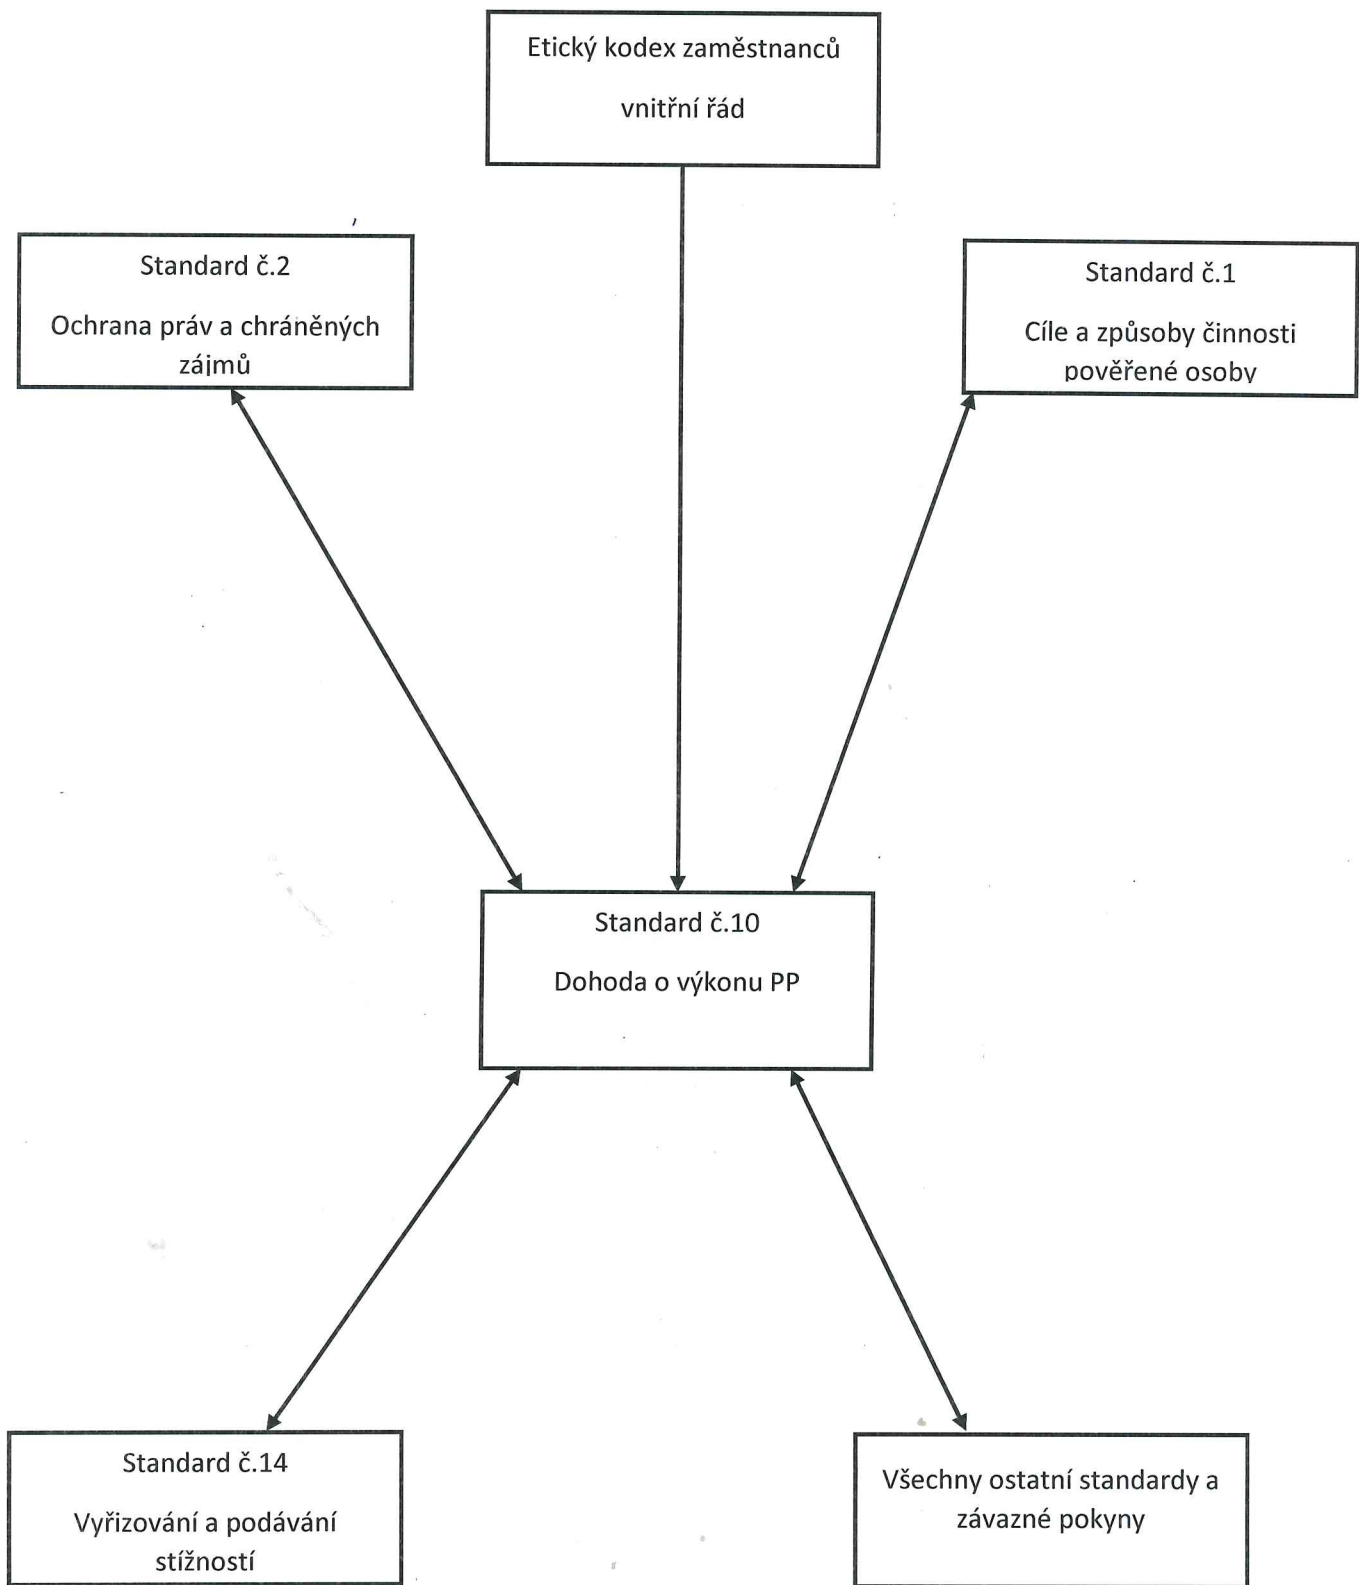 Etický kodex zaměstnanců
vnitřní řád
Standard č.2
Ochrana práv a chráněných
zájmů
Standard č.1
Cíle a způsoby činnosti
pověřené osoby
Standard č.10
Dohoda o výkonu PP
Standard č.14
Vyřizování a podávání
stížností
Všechny ostatní standardy a
závazné pokyny